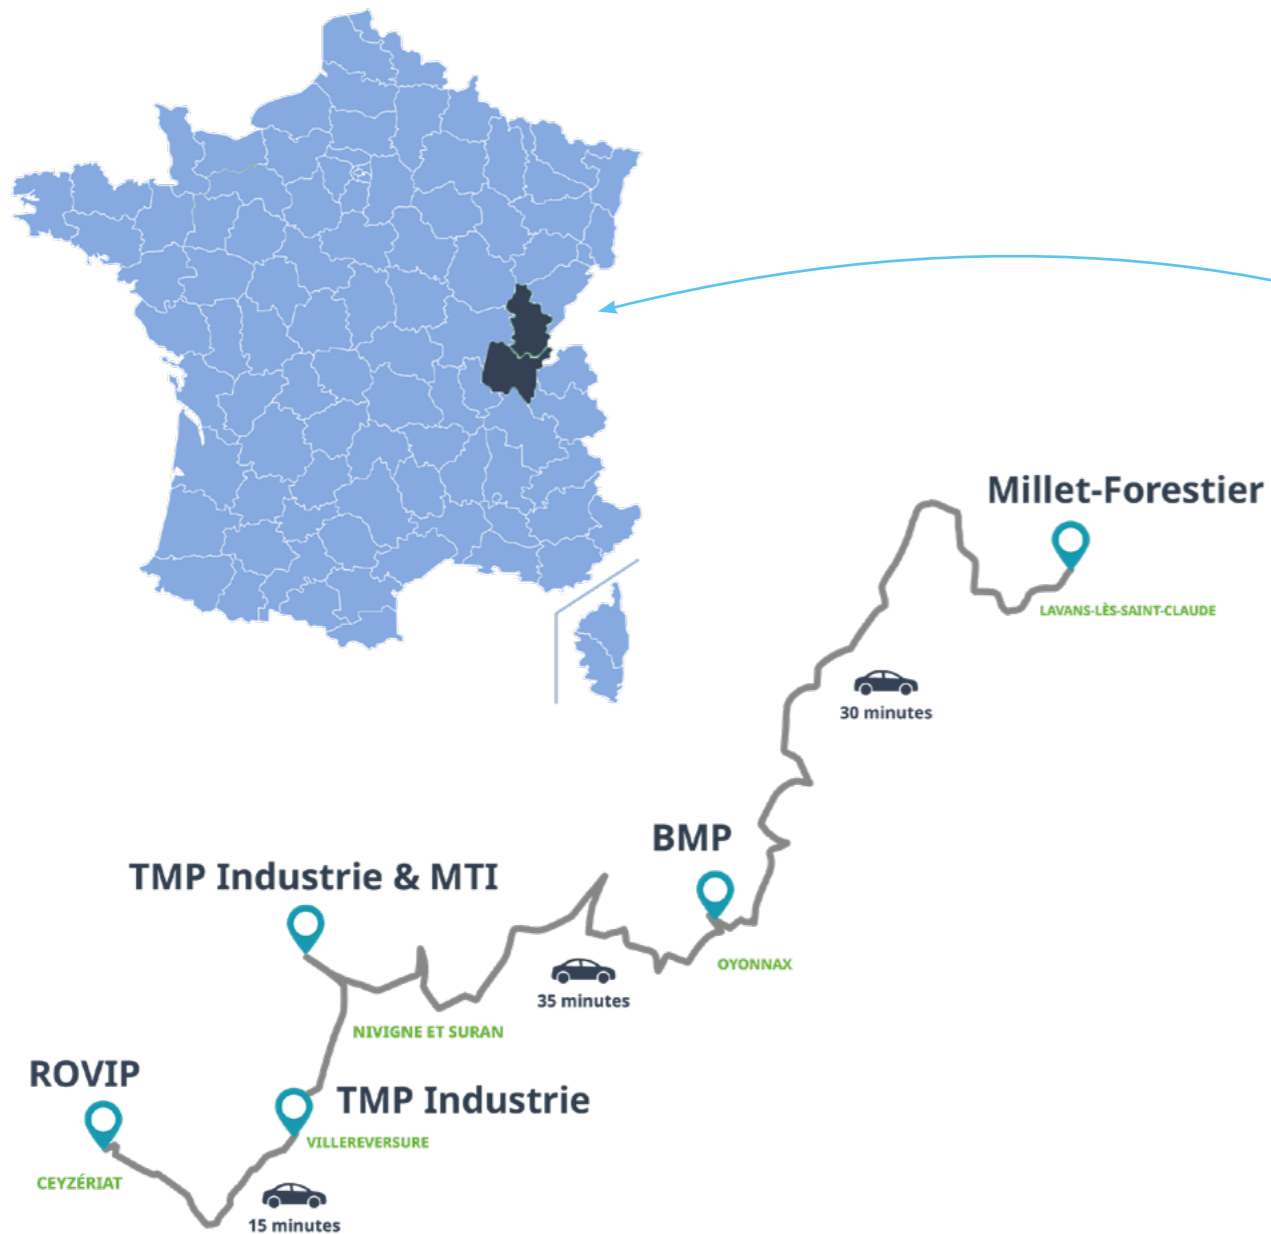 Millet-Forestier
LAVANS-LÈS-SAINT-CLAUDE
30 minutes
BMP
TMP Industrie & MTI
OYONNAX
35 minutes
NIVIGNE ET SURAN
ROVIP
TMP Industrie
VILLEREVERSURE
CEYZÉRIAT
15 minutes